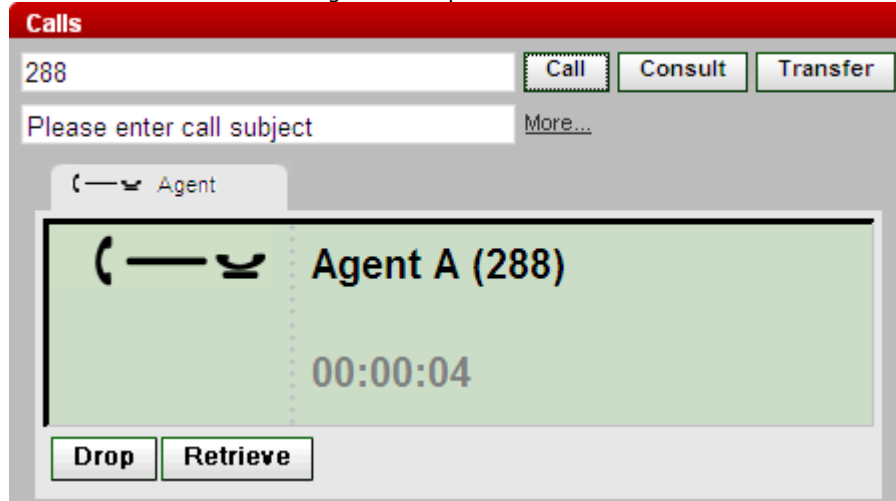 Calls
288 Call Consult Transfer
Please enter call subject More...
Agent
Agent A (288)
00:00:04
Drop Retrieve